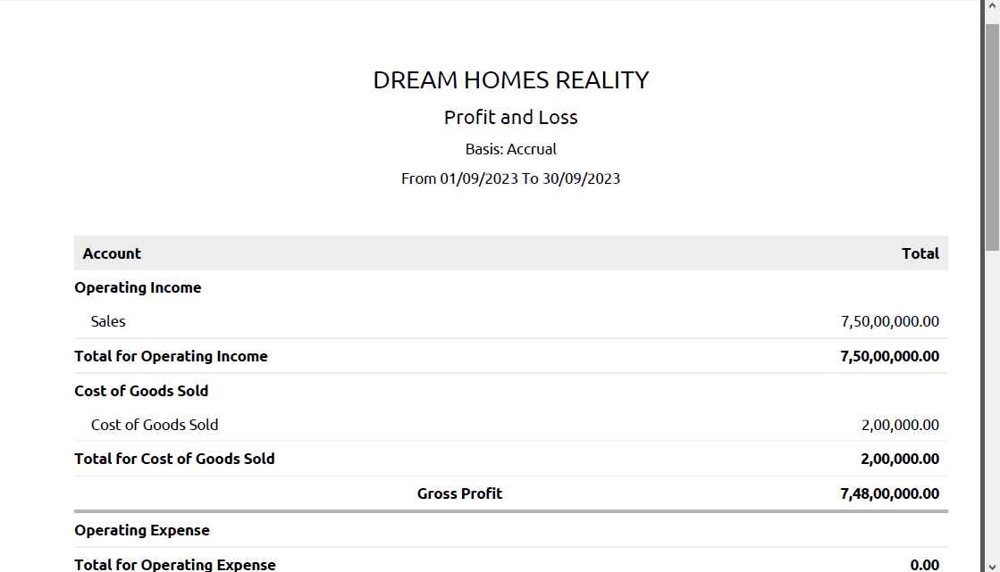 DREAM HOMES REALITY
Profit and Loss
Basis: Accrual
From 01/09/2023 To 30/09/2023
Account Total
Operating Income
Sales 7,50,00,000.00
Total for Operating Income 7,50,00,000.00
Cost of Goods Sold
Cost of Goods Sold 2,00,000.00
Total for Cost of Goods Sold 2,00,000.00
Gross Profit 7,48,00,000.00
Operating Expense
Total for Operating Expense 0.00